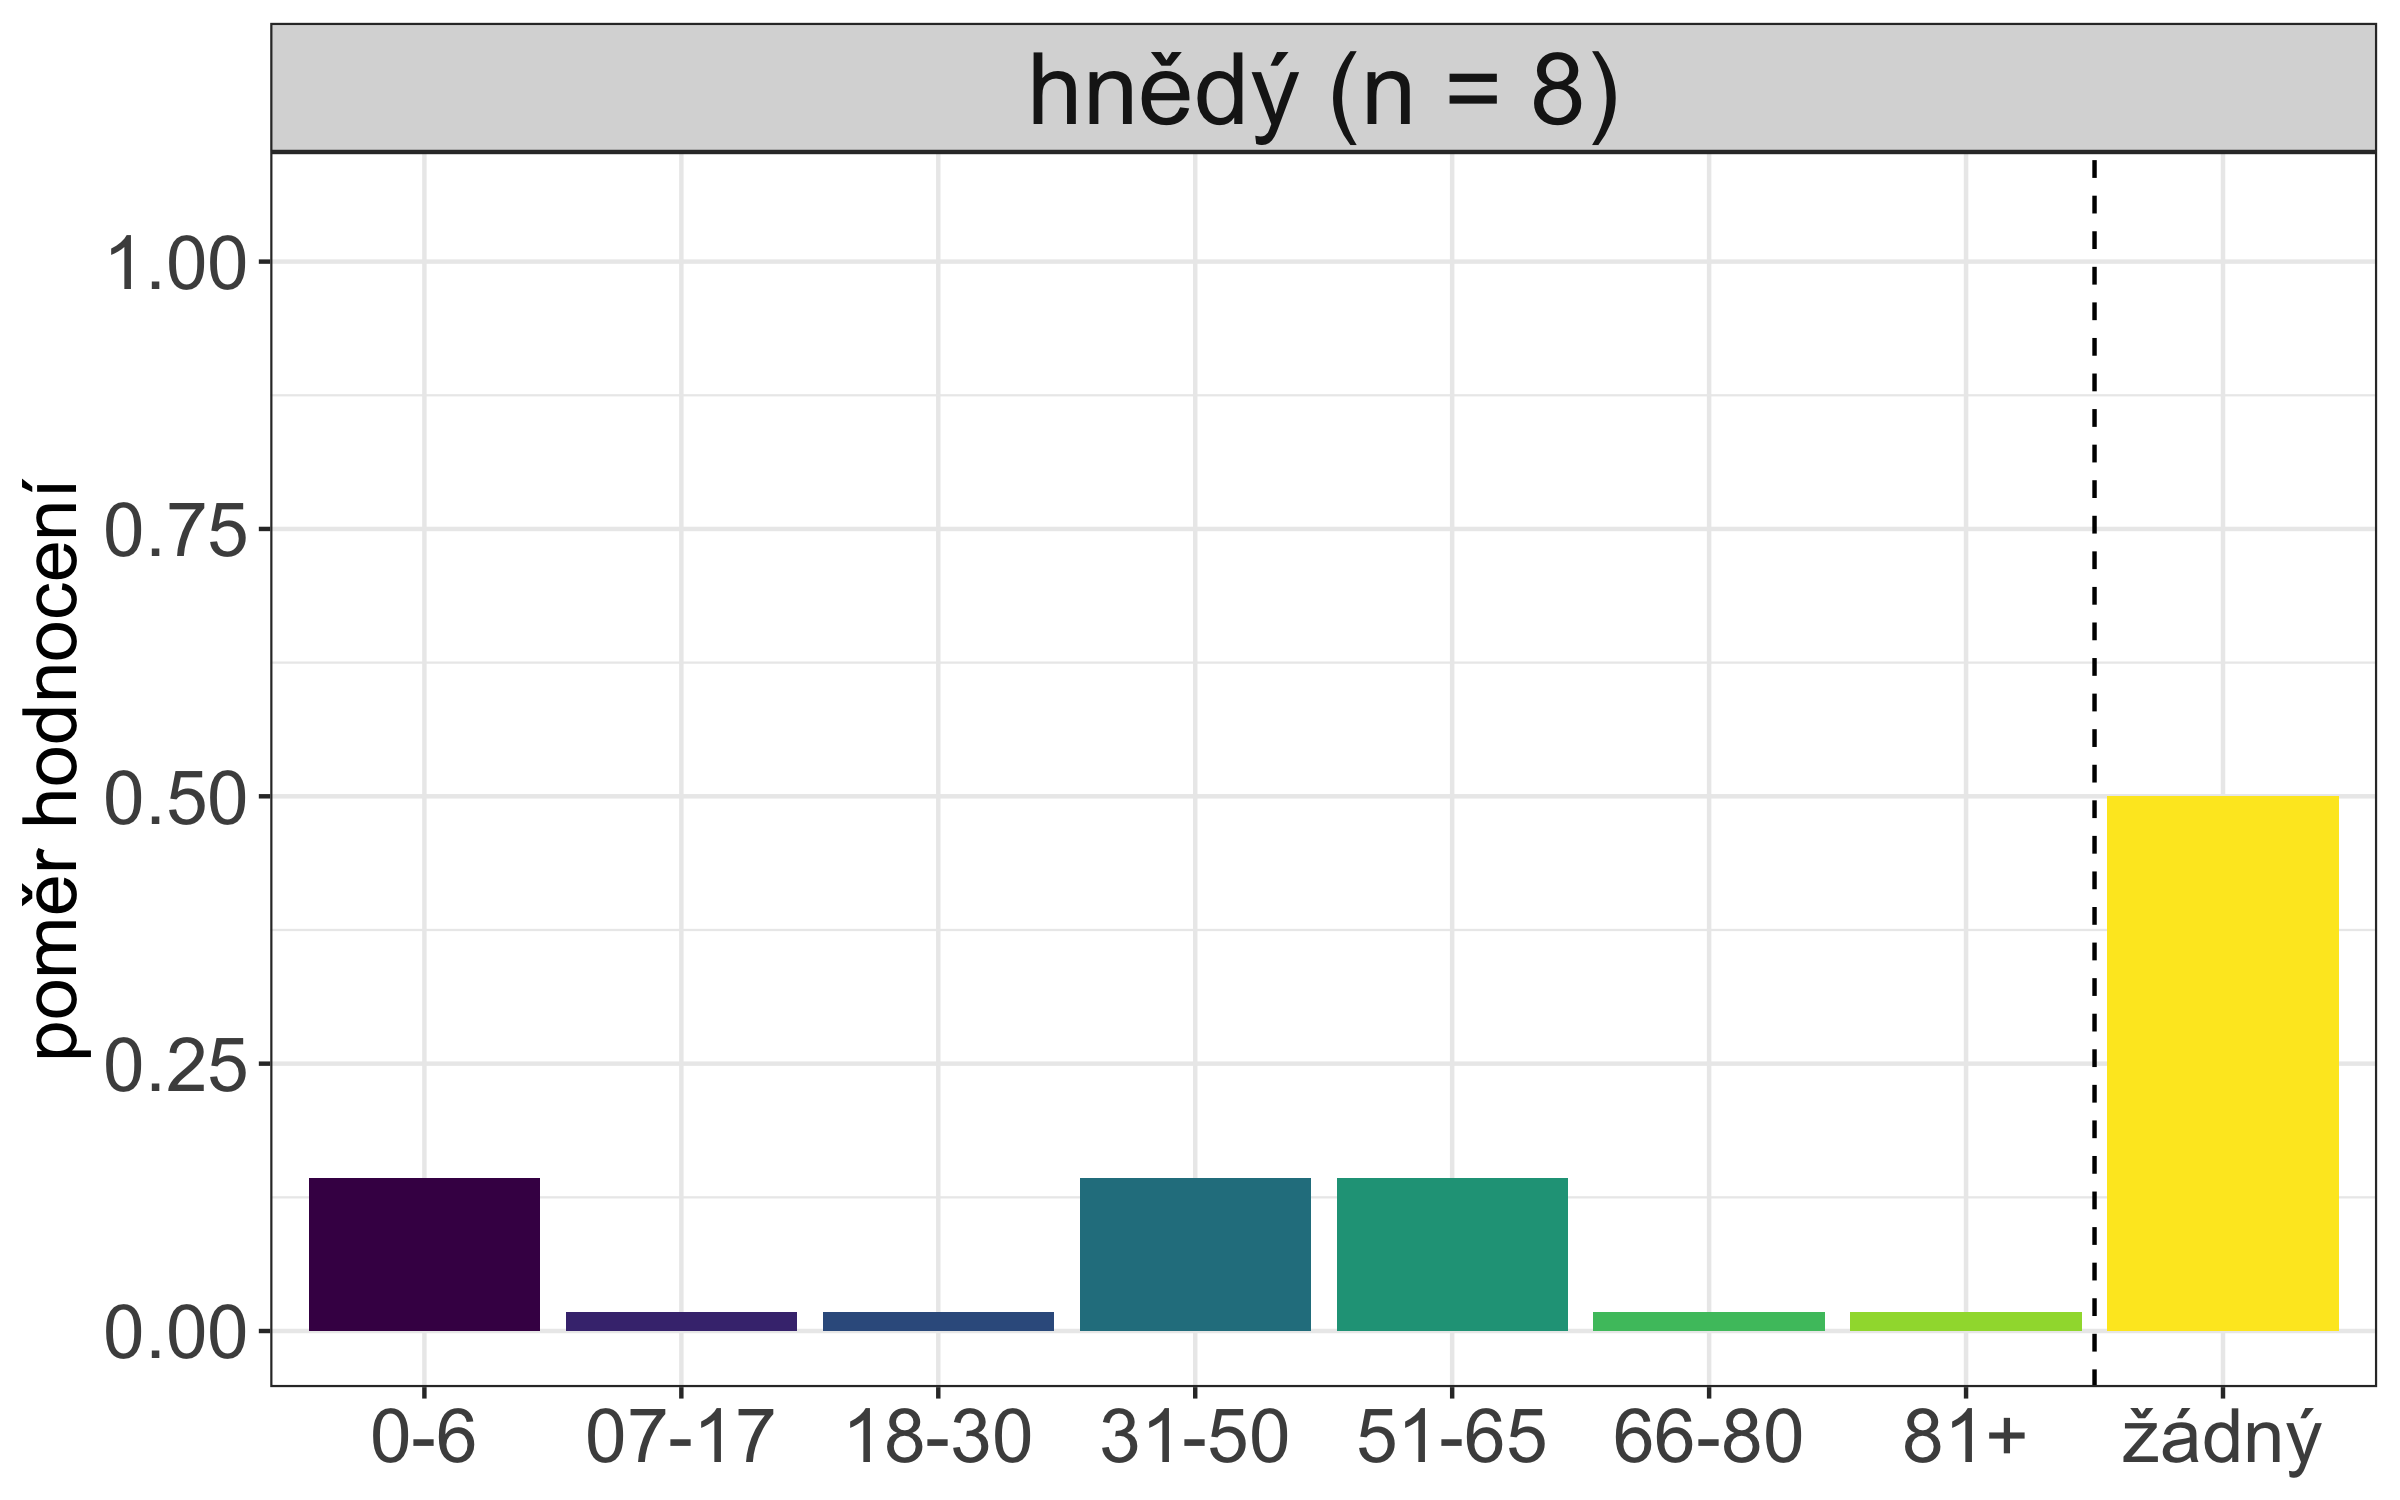 hnědý (n = 8)
poměr hodnocení
1.00
0.75
0.50
0.25
0.00
0-6 07-17 18-30 31-50 51-65 66-80 81+ žádný